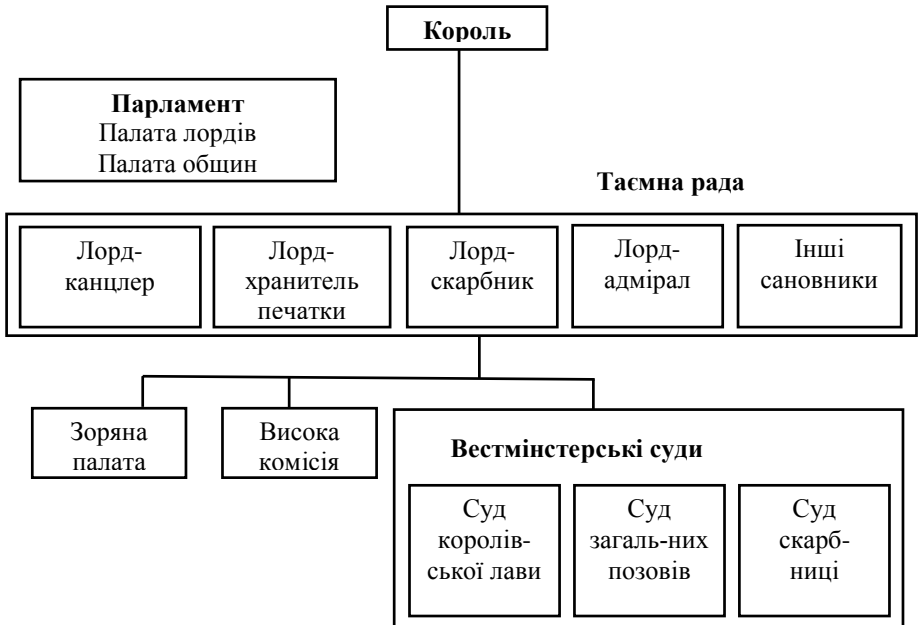 Король
Парламент
Палата лордів
Палата общин
Таємна рада
Лорд-
канцлер
Лорд-
хранитель
печатки
Лорд-
скарбник
Лорд-
адмірал
Інші
сановники
Зоряна
палата
Висока
комісія
Вестмінстерські суди
Суд
королів-
ської лави
Суд
загаль-них
позовів
Суд
скарб-
ниці